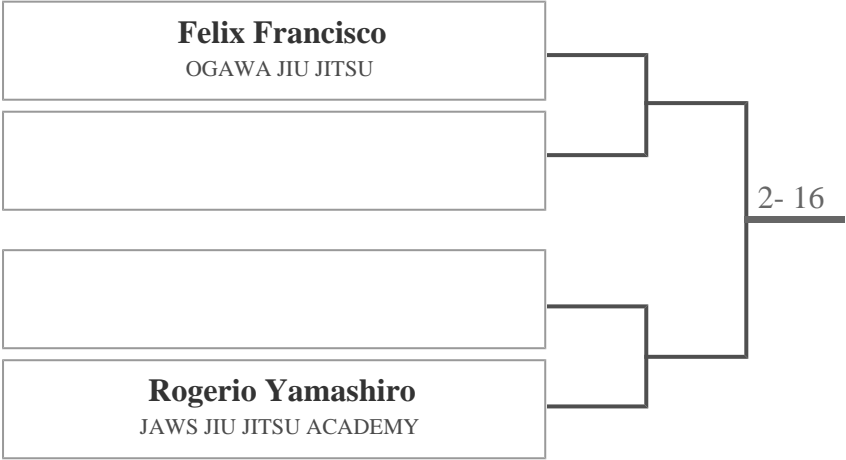 Felix Francisco
OGAWA JIU JITSU
2- 16
Rogerio Yamashiro
JAWS JIU JITSU ACADEMY